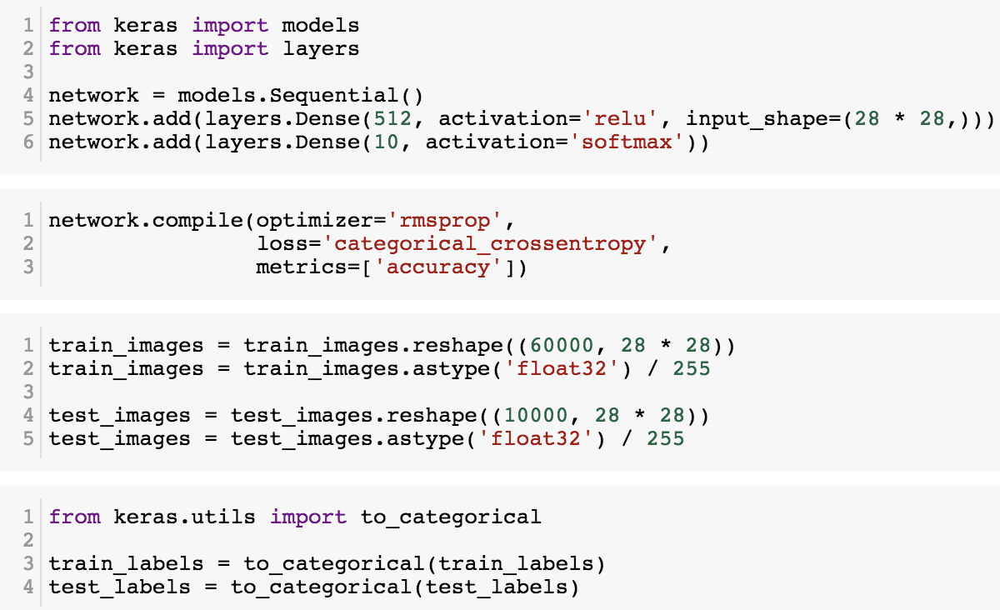 1 from keras import models
2 from keras import layers
3
4 network = models.Sequential()
5 network.add(layers.Dense(512, activation='relu', input_shape=(28 * 28,)))
6 network.add(layers.Dense(10, activation='softmax'))
1 network.compile(optimizer='rmsprop',
2                 loss='categorical_crossentropy',
3                 metrics=['accuracy'])
1 train_images = train_images.reshape((60000, 28 * 28))
2 train_images = train_images.astype('float32') / 255
3
4 test_images = test_images.reshape((10000, 28 * 28))
5 test_images = test_images.astype('float32') / 255
1 from keras.utils import to_categorical
2
3 train_labels = to_categorical(train_labels)
4 test_labels = to_categorical(test_labels)